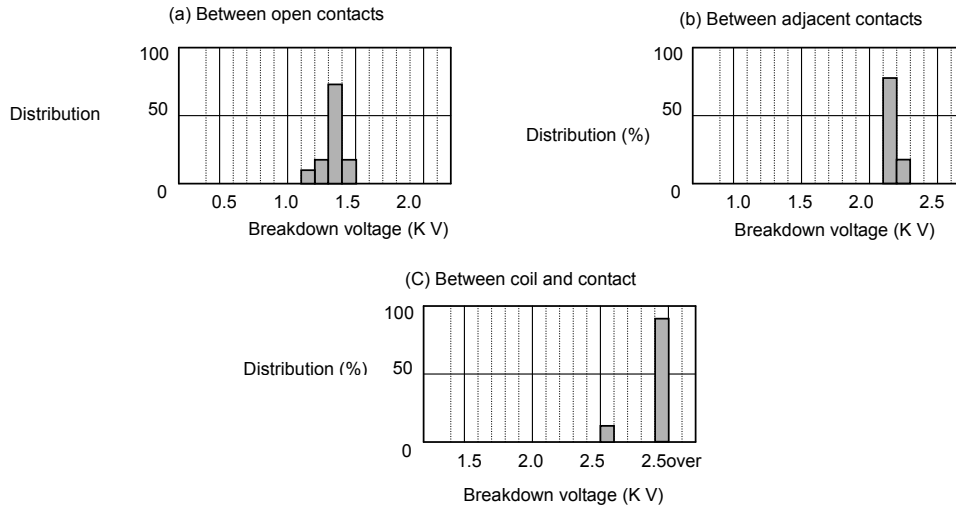 (a) Between open contacts
100
Distribution
50
0
0.5 1.0 1.5 2.0
Breakdown voltage (K V)
(b) Between adjacent contacts
100
50
Distribution (%)
0
1.0 1.5 2.0 2.5
Breakdown voltage (K V)
(C) Between coil and contact
100
Distribution (%)
50
0
1.5 2.0 2.5 2.5over
Breakdown voltage (K V)